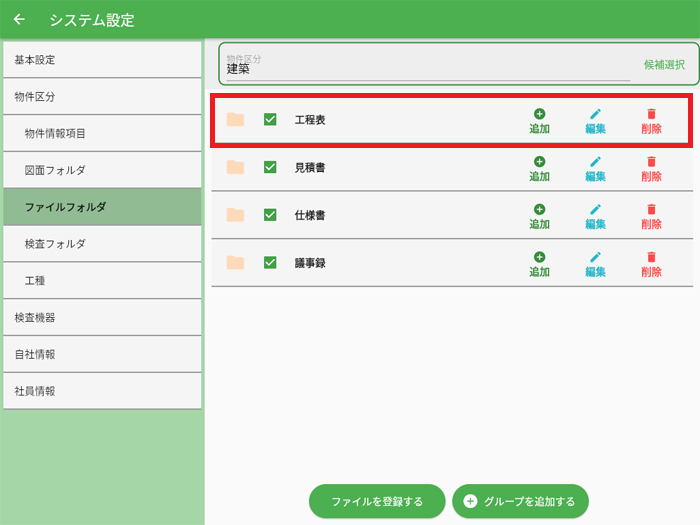 システム設定
基本設定
物件区分
物件情報項目
図面フォルダ
ファイルフォルダ
検査フォルダ
工種
検査機器
自社情報
社員情報
物件区分
建築
候補選択
工程表 追加 編集 削除
見積書 追加 編集 削除
仕様書 追加 編集 削除
議事録 追加 編集 削除
ファイルを登録する
グループを追加する